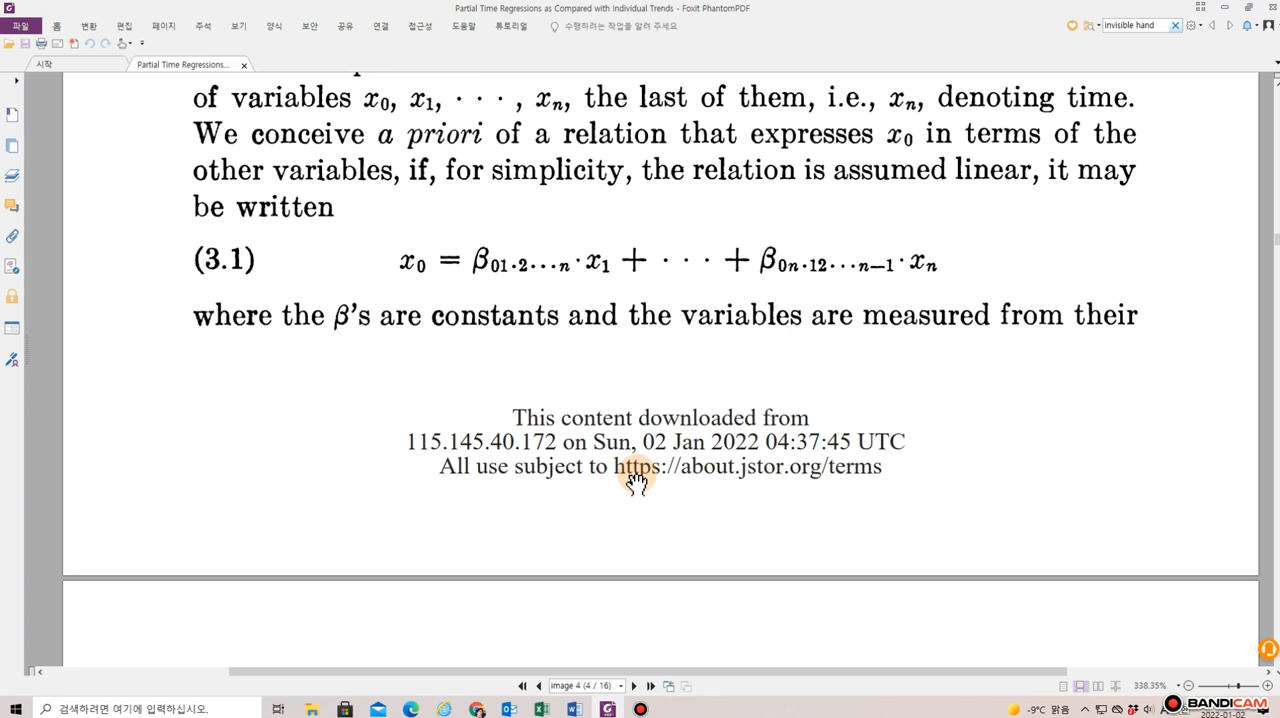 Partial Time Regressions as Compared with Individual Trends - Foxit PhantomPDF
파일 홈 변환 편집 페이지 주석 보기 양식 보안 공유 연결 접근성 도움말 튜토리얼 수행하려는 작업을 알려 주세요 invisible hand
시작 Partial Time Regressions...
of variables x₀, x₁, · · · , xₙ, the last of them, i.e., xₙ, denoting time.
We conceive a priori of a relation that expresses x₀ in terms of the
other variables, if, for simplicity, the relation is assumed linear, it may
be written
(3.1) x₀ = β₀₁.₂...ₙ · x₁ + · · · + β₀ₙ.₁₂...ₙ₋₁ · xₙ
where the β's are constants and the variables are measured from their
This content downloaded from
115.145.40.172 on Sun, 02 Jan 2022 04:37:45 UTC
All use subject to https://about.jstor.org/terms
image 4 (4 / 16) 338.35%
검색하려면 여기에 입력하십시오. -9°C 맑음
2022-01-02
BANDICAM